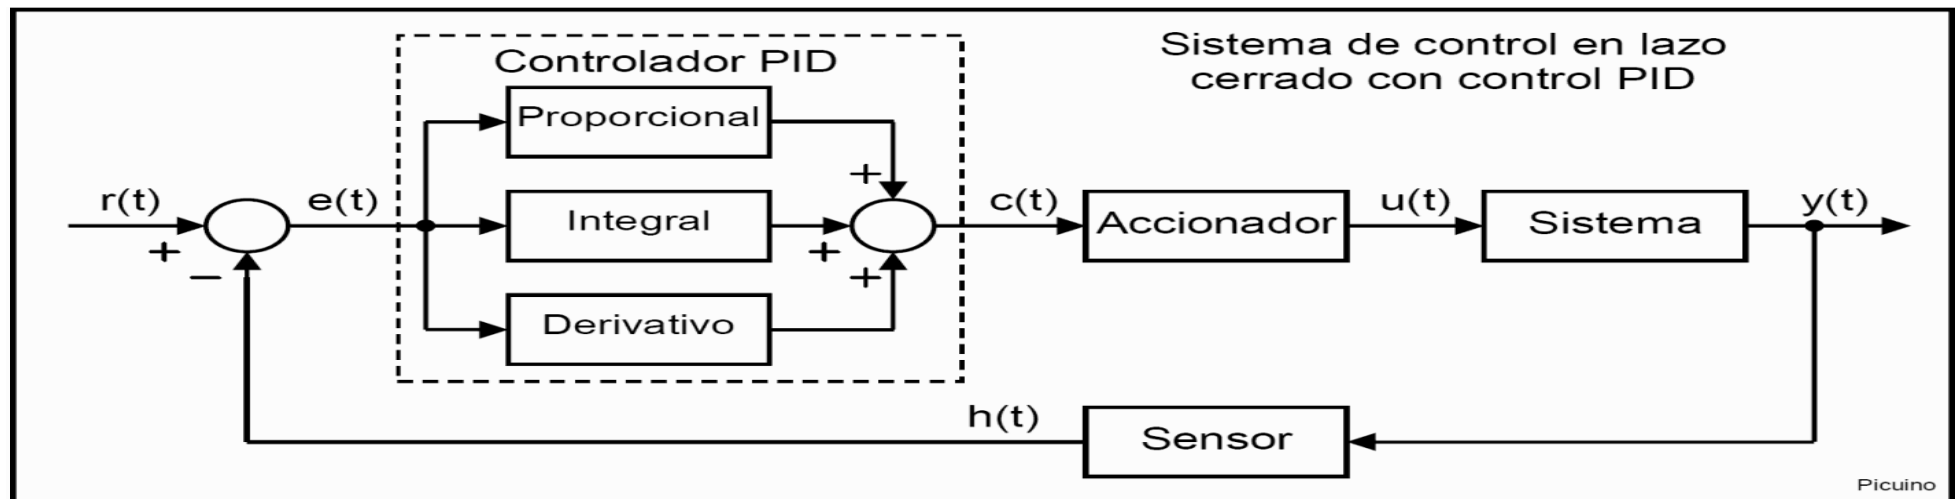 Controlador PID
Sistema de control en lazo
cerrado con control PID
Proporcional
+
r(t)
e(t)
Integral
c(t)
Accionador
u(t)
Sistema
y(t)
+
−
+
+
Derivativo
h(t)
Sensor
Picuino